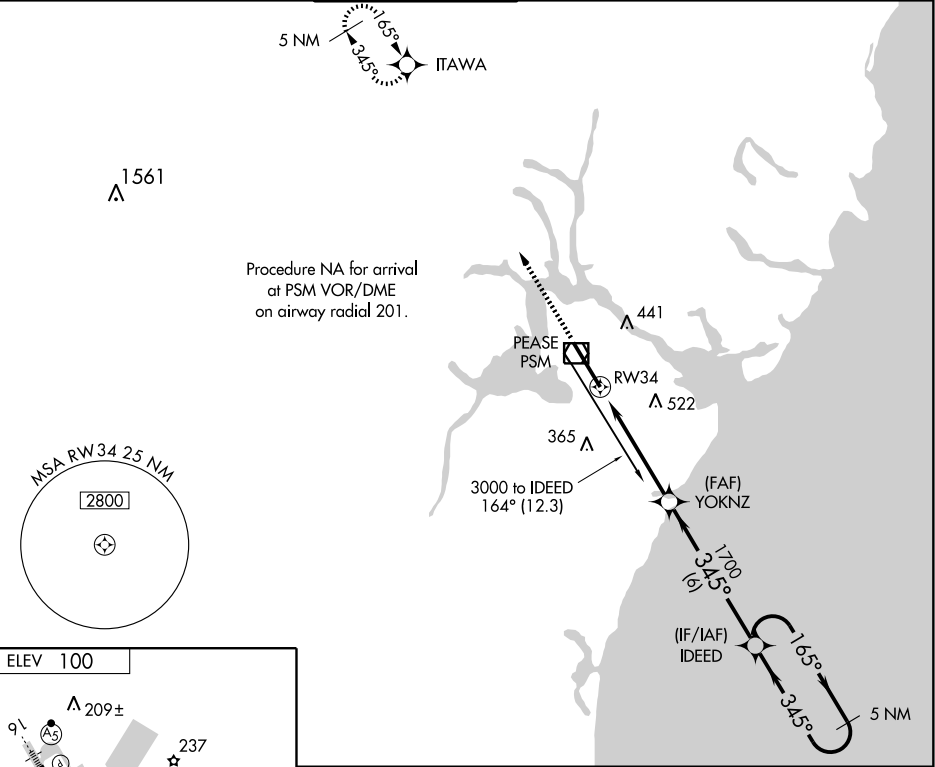 165°
5 NM
345°
ITAWA
1561
Procedure NA for arrival
at PSM VOR/DME
on airway radial 201.
441
PEASE
PSM
RW34
522
365
MSA RW34 25 NM
2800
3000 to IDEED
164° (12.3)
(FAF)
YOKNZ
1700
345°
(6)
(IF/IAF)
IDEED
165°
345°
5 NM
ELEV 100
209±
16
A5
P
237